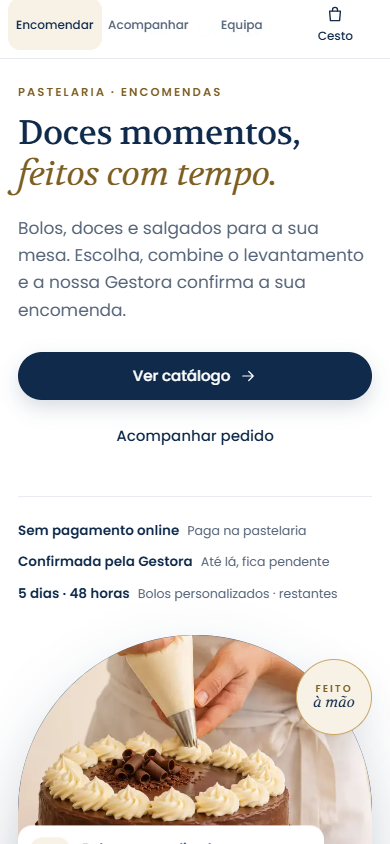 Encomendar
Acompanhar
Equipa
Cesto
PASTELARIA · ENCOMENDAS
Doces momentos,
feitos com tempo.
Bolos, doces e salgados para a sua
mesa. Escolha, combine o levantamento
e a nossa Gestora confirma a sua
encomenda.
Ver catálogo →
Acompanhar pedido
Sem pagamento online Paga na pastelaria
Confirmada pela Gestora Até lá, fica pendente
5 dias · 48 horas Bolos personalizados · restantes
FEITO
à mão